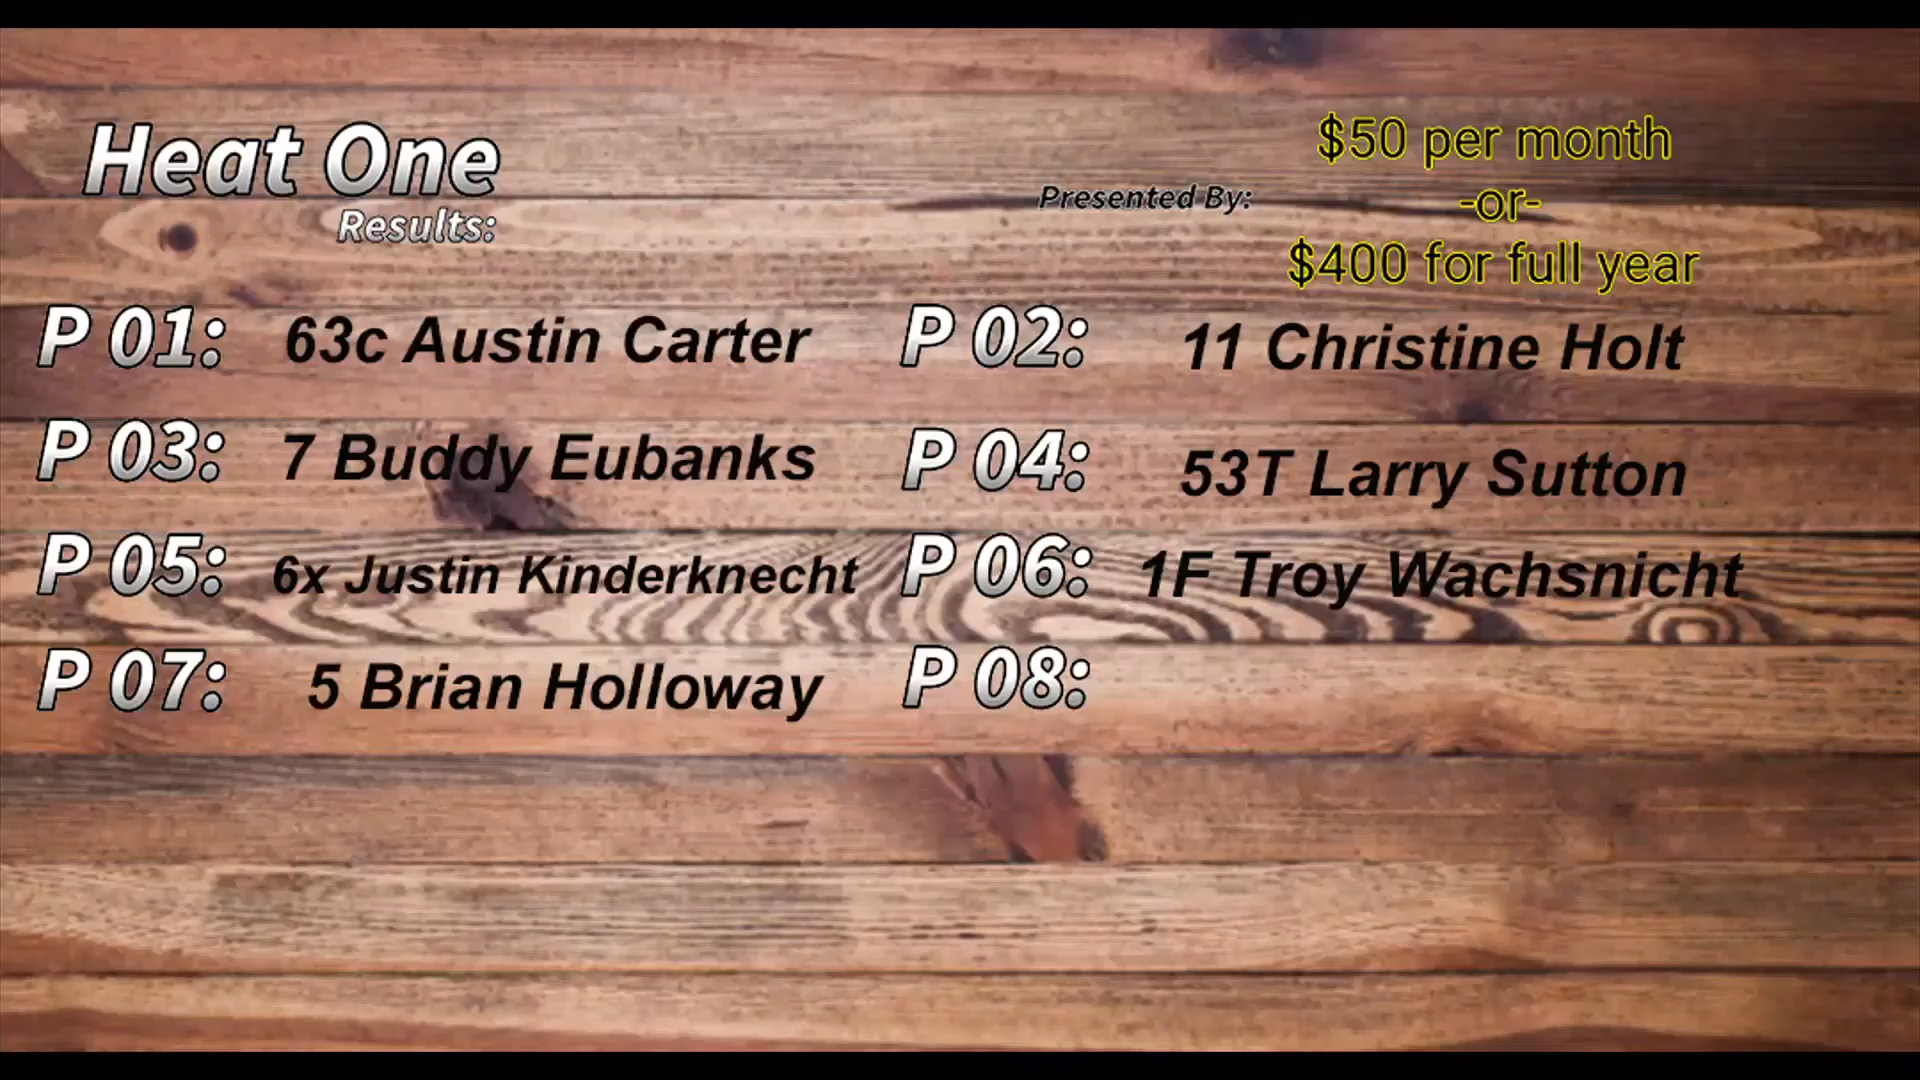 Heat One
Results:
Presented By:
$50 per month
-or-
$400 for full year
P 01: 63c Austin Carter
P 02: 11 Christine Holt
P 03: 7 Buddy Eubanks
P 04: 53T Larry Sutton
P 05: 6x Justin Kinderknecht
P 06: 1F Troy Wachsnicht
P 07: 5 Brian Holloway
P 08: